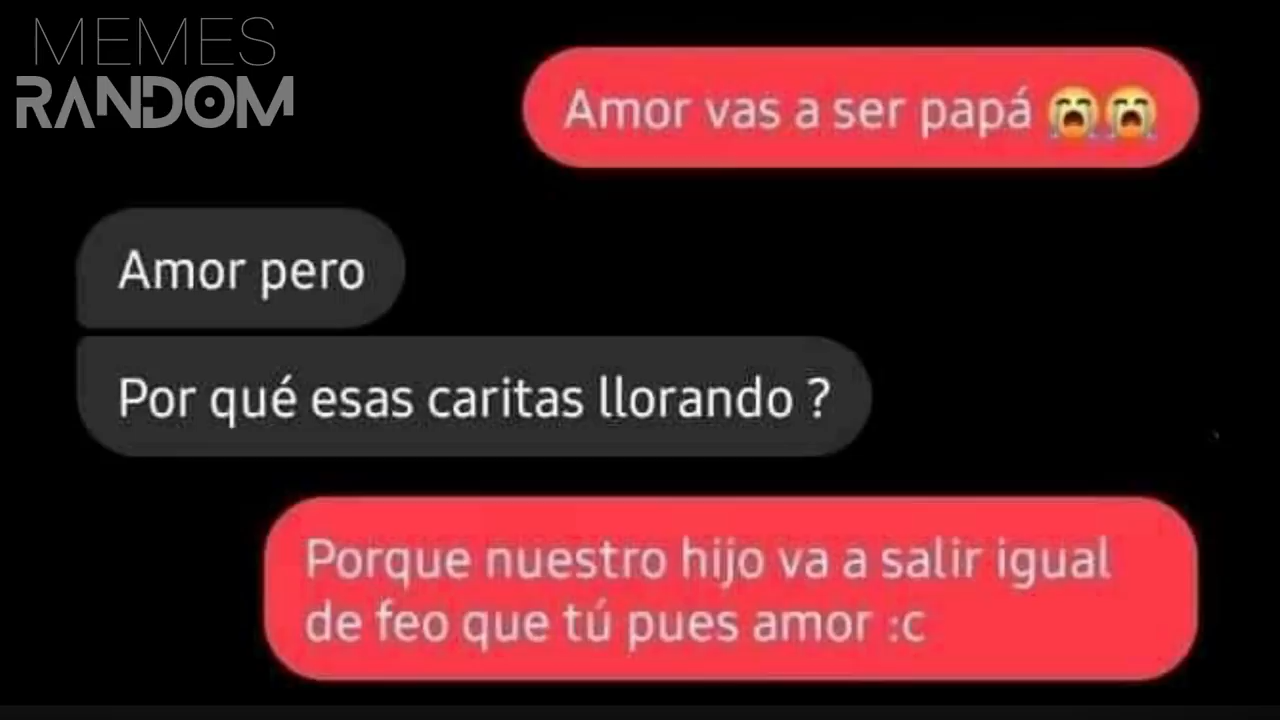 MEMES
RANDOM
Amor vas a ser papá 😭😭
Amor pero
Por qué esas caritas llorando ?
Porque nuestro hijo va a salir igual
de feo que tú pues amor :c